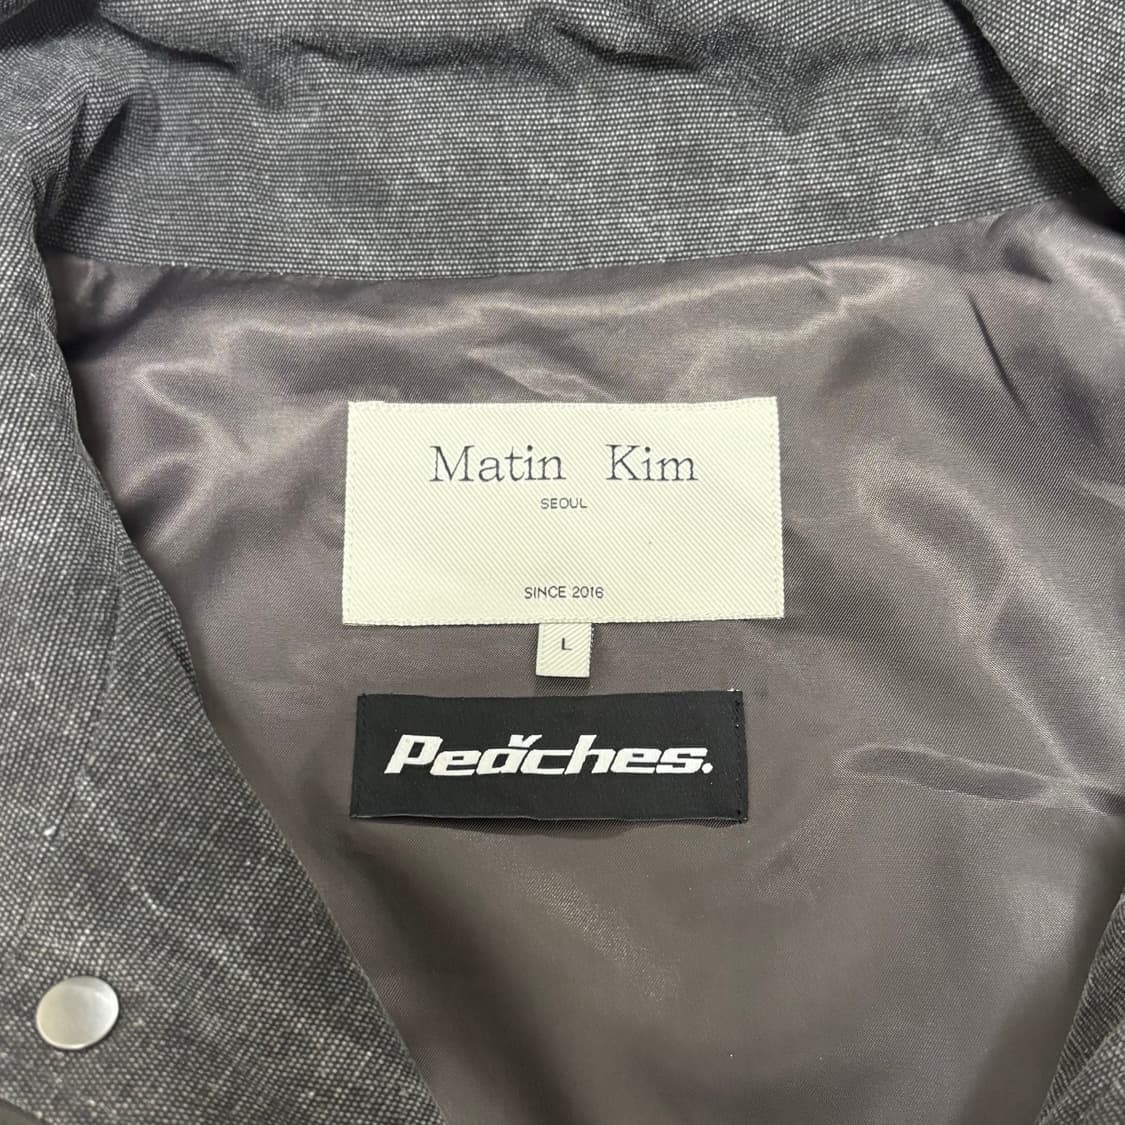 Matin Kim
SEOUL
SINCE 2016
L
Peaches.